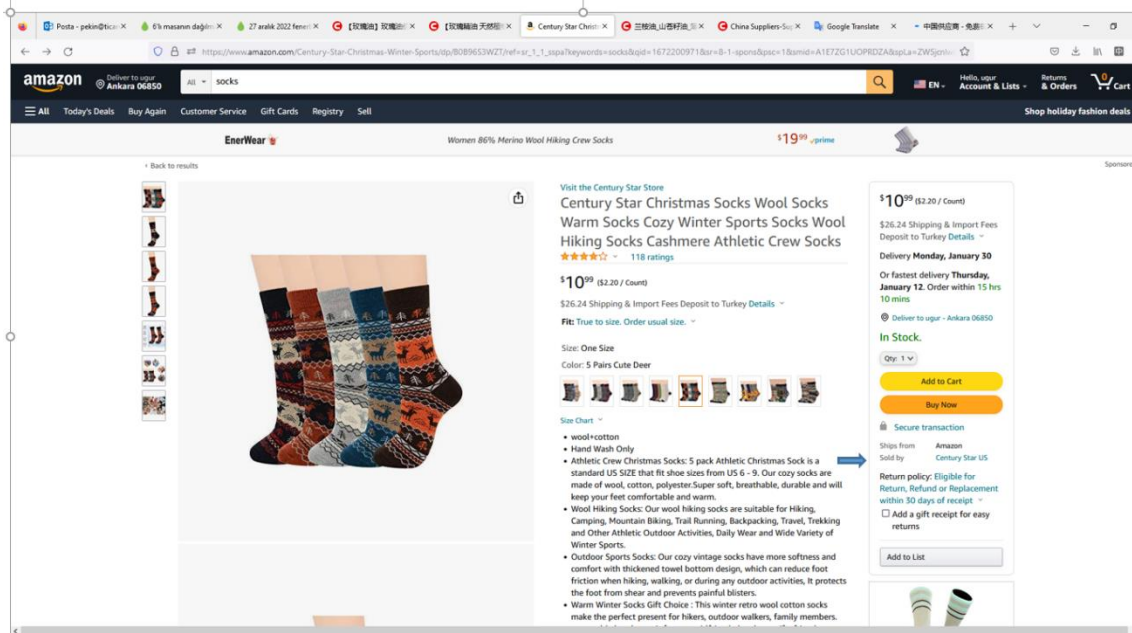 Posta - pekin@ticar
6'lı masanın dağılm
27 aralık 2022 fener
【玫瑰油】玫瑰油
【玫瑰精油 天然
Century Star Christm
兰桉油_山苍籽油
China Suppliers-So
Google Translate
中国供应商 - 免费
https://www.amazon.com/Century-Star-Christmas-Winter-Sports/dp/B0B96S3WZT/ref=sr_1_1_sspa?keywords=socks&qid=1672200971&sr=8-1-spons&psc=1&smid=A1E7ZG1UOPRDZA&spLa=
amazon
Deliver to ugur
Ankara 06850
All
socks
EN
Hello, ugur
Account & Lists
Returns
& Orders
0
Cart
All Today's Deals Buy Again Customer Service Gift Cards Registry Sell
Shop holiday fashion deals
EnerWear
Women 86% Merino Wool Hiking Crew Socks
$19.99 prime
‹ Back to results
Sponsore
Visit the Century Star Store
Century Star Christmas Socks Wool Socks
Warm Socks Cozy Winter Sports Socks Wool
Hiking Socks Cashmere Athletic Crew Socks
118 ratings
$10.99 ($2.20 / Count)
$26.24 Shipping & Import Fees Deposit to Turkey Details
Fit: True to size. Order usual size.
Size: One Size
Color: 5 Pairs Cute Deer
Size Chart
• wool+cotton
• Hand Wash Only
• Athletic Crew Christmas Socks: 5 pack Athletic Christmas Sock is a
standard US SIZE that fit shoe sizes from US 6 - 9. Our cozy socks are
made of wool, cotton, polyester.Super soft, breathable, durable and will
keep your feet comfortable and warm.
• Wool Hiking Socks: Our wool hiking socks are suitable for Hiking,
Camping, Mountain Biking, Trail Running, Backpacking, Travel, Trekking
and Other Athletic Outdoor Activities, Daily Wear and Wide Variety of
Winter Sports.
• Outdoor Sports Socks: Our cozy vintage socks have more softness and
comfort with thickened towel bottom design, which can reduce foot
friction when hiking, walking, or during any outdoor activities, It protects
the foot from shear and prevents painful blisters.
• Warm Winter Socks Gift Choice : This winter retro wool cotton socks
make the perfect present for hikers, outdoor walkers, family members.
$10.99 ($2.20 / Count)
$26.24 Shipping & Import Fees
Deposit to Turkey Details
Delivery Monday, January 30
Or fastest delivery Thursday,
January 12. Order within 15 hrs
10 mins
Deliver to ugur - Ankara 06850
In Stock.
Qty: 1
Add to Cart
Buy Now
Secure transaction
Ships from Amazon
Sold by Century Star US
Return policy: Eligible for
Return, Refund or Replacement
within 30 days of receipt
Add a gift receipt for easy
returns
Add to List